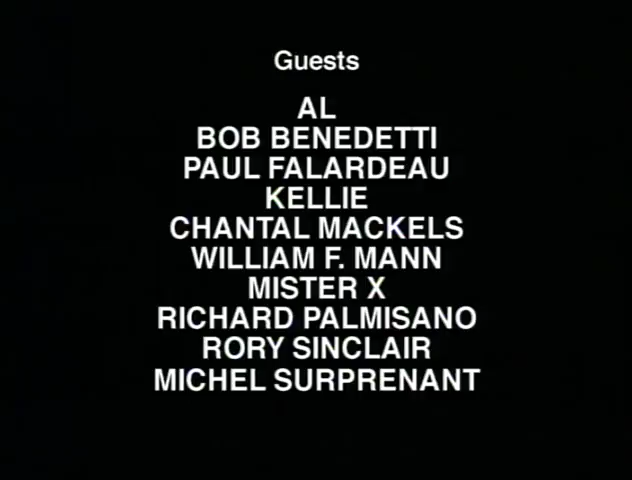 Guests
AL
BOB BENEDETTI
PAUL FALARDEAU
KELLIE
CHANTAL MACKELS
WILLIAM F. MANN
MISTER X
RICHARD PALMISANO
RORY SINCLAIR
MICHEL SURPRENANT